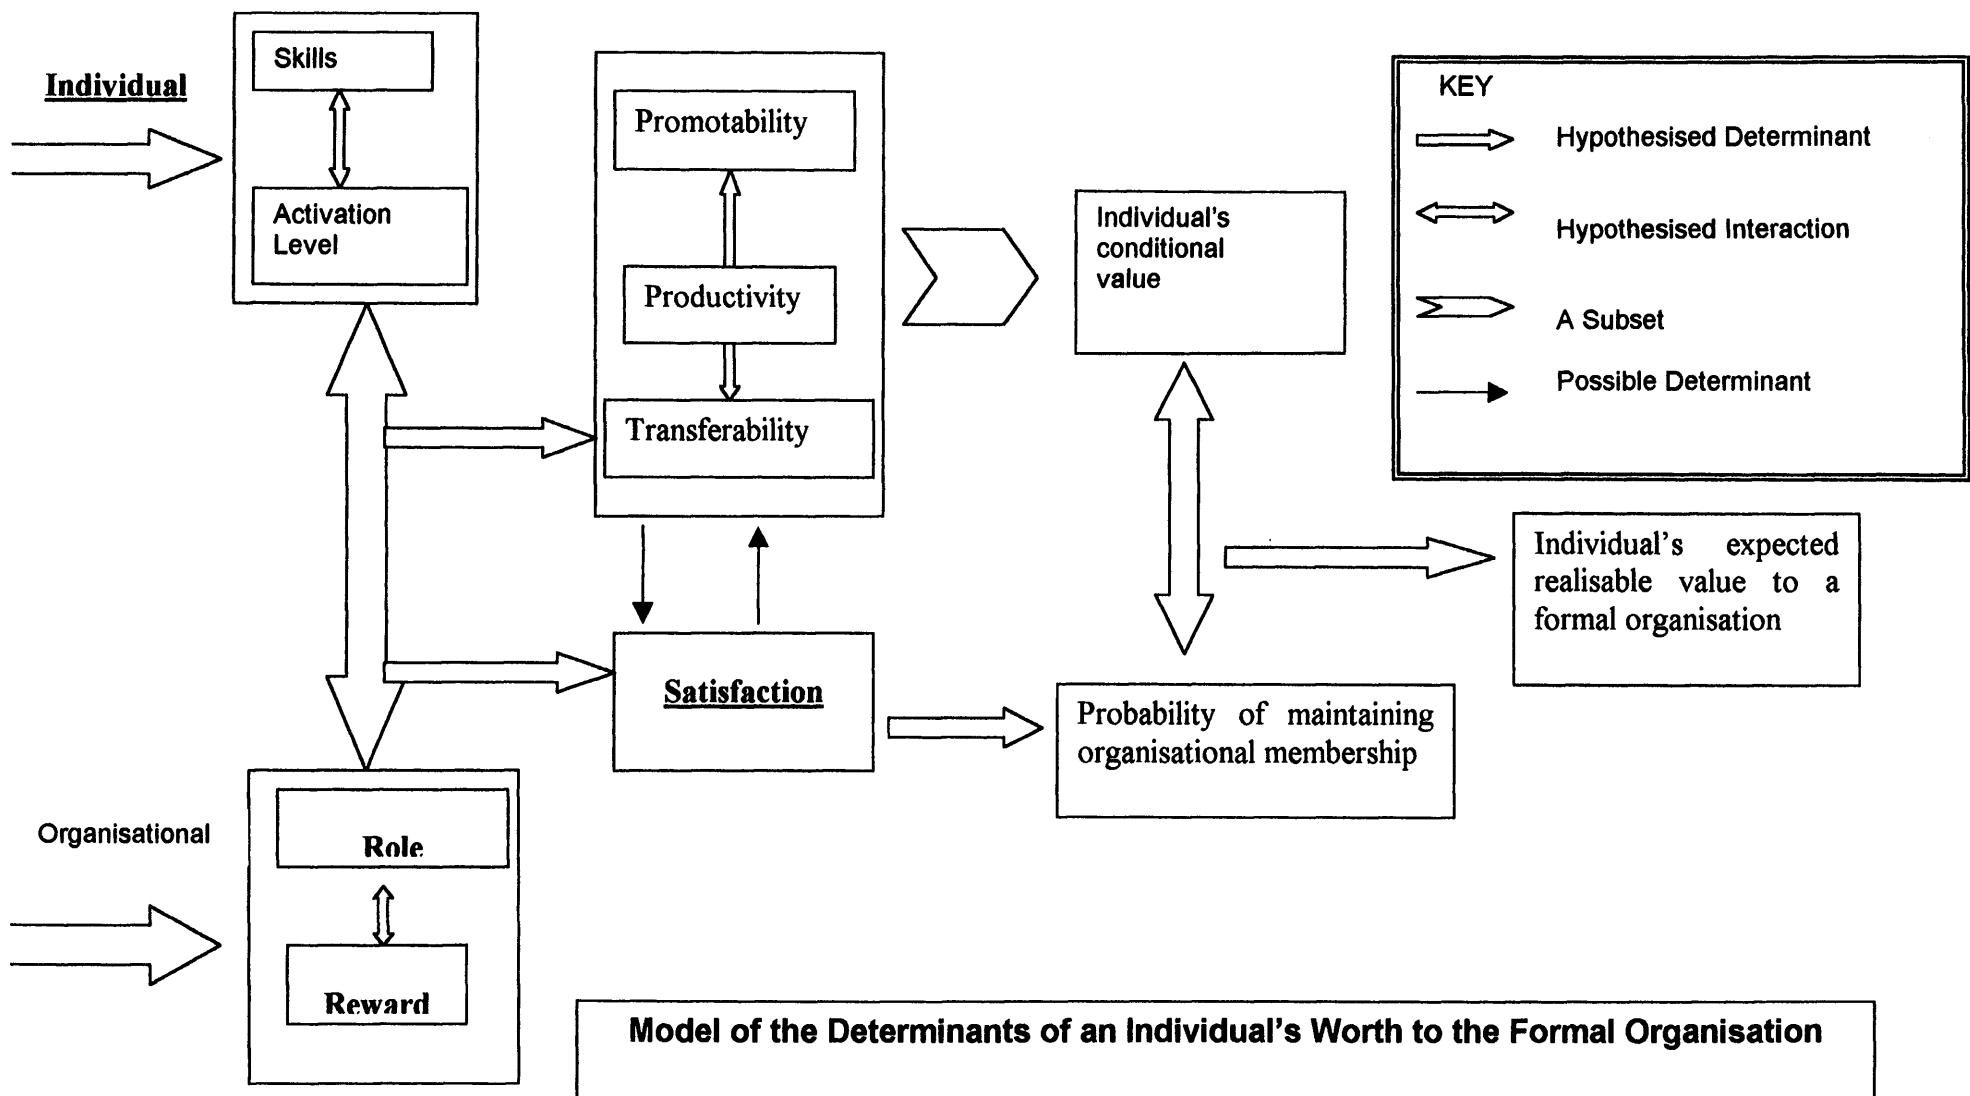 Individual
Skills
Activation
Level
Promotability
Productivity
Transferability
Individual's
conditional
value
KEY
Hypothesised Determinant
Hypothesised Interaction
A Subset
Possible Determinant
Individual's expected
realisable value to a
formal organisation
Satisfaction
Probability of maintaining
organisational membership
Organisational
Role
Reward
Model of the Determinants of an Individual's Worth to the Formal Organisation